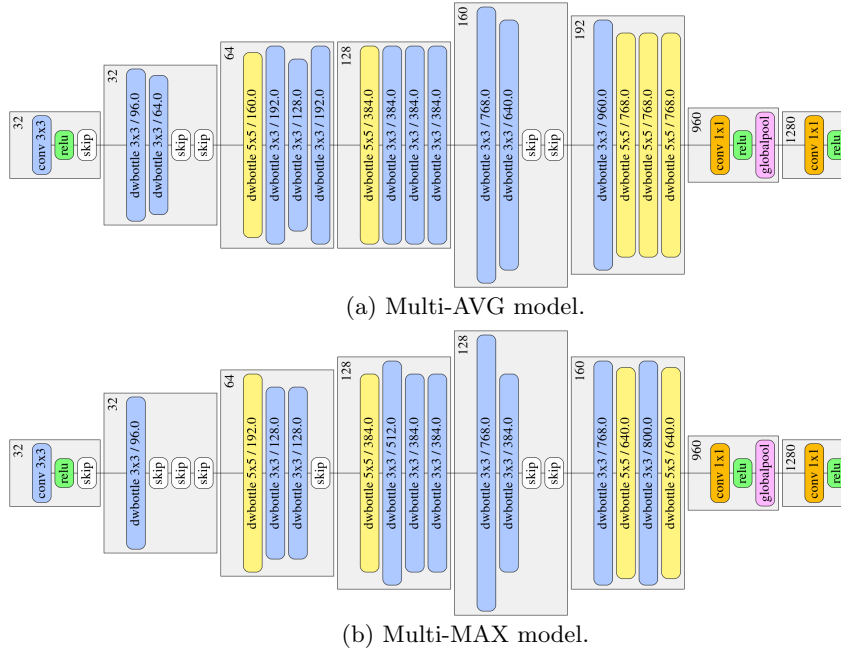 32
conv 3x3
relu
skip
32
dwbottle 3x3 / 96.0
dwbottle 3x3 / 64.0
skip
skip
64
dwbottle 5x5 / 160.0
dwbottle 3x3 / 192.0
dwbottle 3x3 / 128.0
dwbottle 3x3 / 192.0
128
dwbottle 5x5 / 384.0
dwbottle 3x3 / 384.0
dwbottle 3x3 / 384.0
dwbottle 3x3 / 384.0
160
dwbottle 3x3 / 768.0
dwbottle 3x3 / 640.0
skip
skip
192
dwbottle 3x3 / 960.0
dwbottle 5x5 / 768.0
dwbottle 5x5 / 768.0
dwbottle 5x5 / 768.0
960
conv 1x1
relu
globalpool
1280
conv 1x1
relu
(a) Multi-AVG model.
32
conv 3x3
relu
skip
32
dwbottle 3x3 / 96.0
skip
skip
skip
64
dwbottle 5x5 / 192.0
dwbottle 3x3 / 128.0
dwbottle 3x3 / 128.0
skip
128
dwbottle 5x5 / 384.0
dwbottle 3x3 / 512.0
dwbottle 3x3 / 384.0
dwbottle 3x3 / 384.0
128
dwbottle 3x3 / 768.0
dwbottle 3x3 / 384.0
skip
skip
160
dwbottle 3x3 / 768.0
dwbottle 5x5 / 640.0
dwbottle 3x3 / 800.0
dwbottle 5x5 / 640.0
960
conv 1x1
relu
globalpool
1280
conv 1x1
relu
(b) Multi-MAX model.